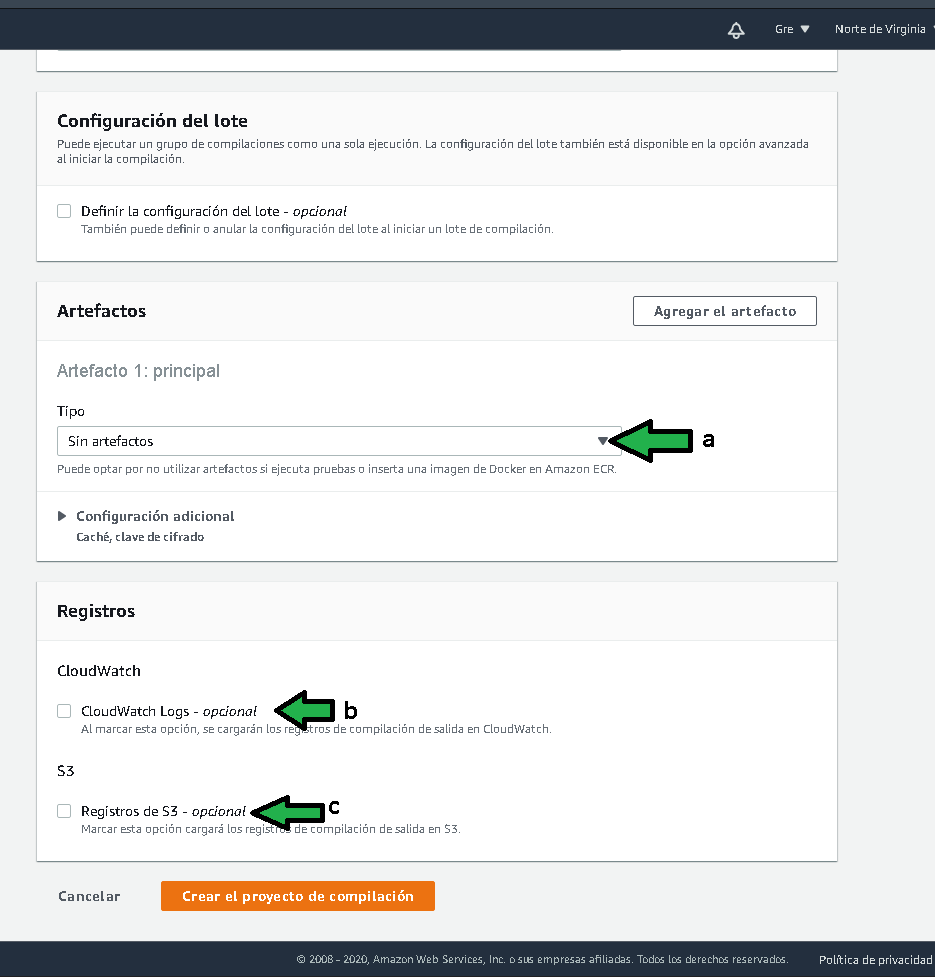 Gre
Norte de Virginia
Configuración del lote
Puede ejecutar un grupo de compilaciones como una sola ejecución. La configuración del lote también está disponible en la opción avanzada
al iniciar la compilación.
Definir la configuración del lote - opcional
También puede definir o anular la configuración del lote al iniciar un lote de compilación.
Artefactos
Agregar el artefacto
Artefacto 1: principal
Tipo
Sin artefactos
a
Puede optar por no utilizar artefactos si ejecuta pruebas o inserta una imagen de Docker en Amazon ECR.
Configuración adicional
Caché, clave de cifrado
Registros
CloudWatch
CloudWatch Logs - opcional
b
Al marcar esta opción, se cargarán los registros de compilación de salida en CloudWatch.
S3
Registros de S3 - opcional
c
Marcar esta opción cargará los registros de compilación de salida en S3.
Cancelar
Crear el proyecto de compilación
© 2008 - 2020, Amazon Web Services, Inc. o sus empresas afiliadas. Todos los derechos reservados.
Política de privacidad